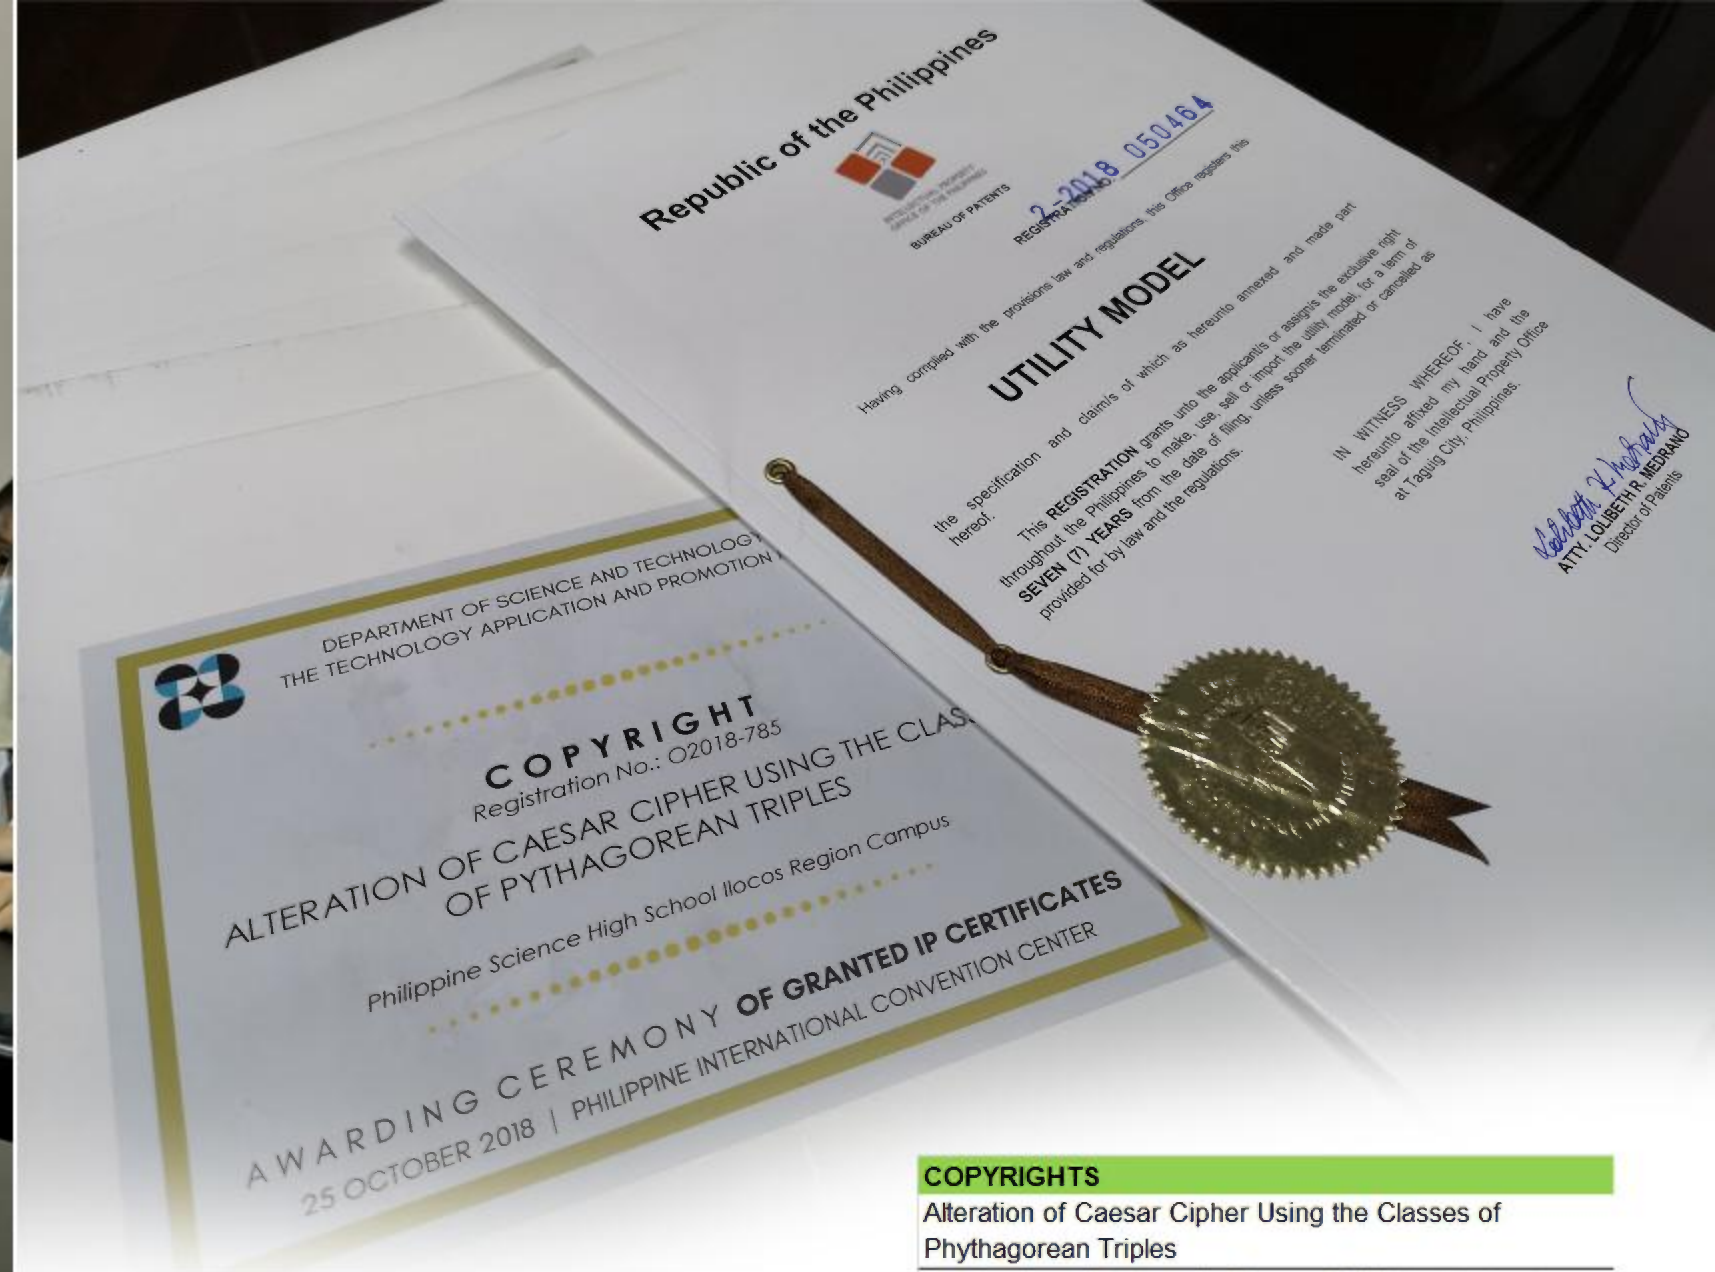 Republic of the Philippines
INTELLECTUAL PROPERTY
OFFICE OF THE PHILIPPINES
BUREAU OF PATENTS
2-2018 050464
REGISTRATION NO.
Having complied with the provisions law and regulations, this Office registers this
UTILITY MODEL
the specification and claim/s of which as hereunto annexed and made part
hereof.
This REGISTRATION grants unto the applicant/s or assign/s the exclusive right
throughout the Philippines to make, use, sell or import the utility model, for a term of
SEVEN (7) YEARS from the date of filing, unless sooner terminated or cancelled as
provided for by law and the regulations.
IN WITNESS WHEREOF, I have
hereunto affixed my hand and the
seal of the Intellectual Property Office
at Taguig City, Philippines.
ATTY. LOLIBETH R. MEDRANO
Director of Patents
DEPARTMENT OF SCIENCE AND TECHNOLOGY
THE TECHNOLOGY APPLICATION AND PROMOTION
COPYRIGHT
Registration No.: O2018-785
ALTERATION OF CAESAR CIPHER USING THE CLAS
OF PYTHAGOREAN TRIPLES
Philippine Science High School Ilocos Region Campus
AWARDING CEREMONY OF GRANTED IP CERTIFICATES
25 OCTOBER 2018 | PHILIPPINE INTERNATIONAL CONVENTION CENTER
COPYRIGHTS
Alteration of Caesar Cipher Using the Classes of
Phythagorean Triples